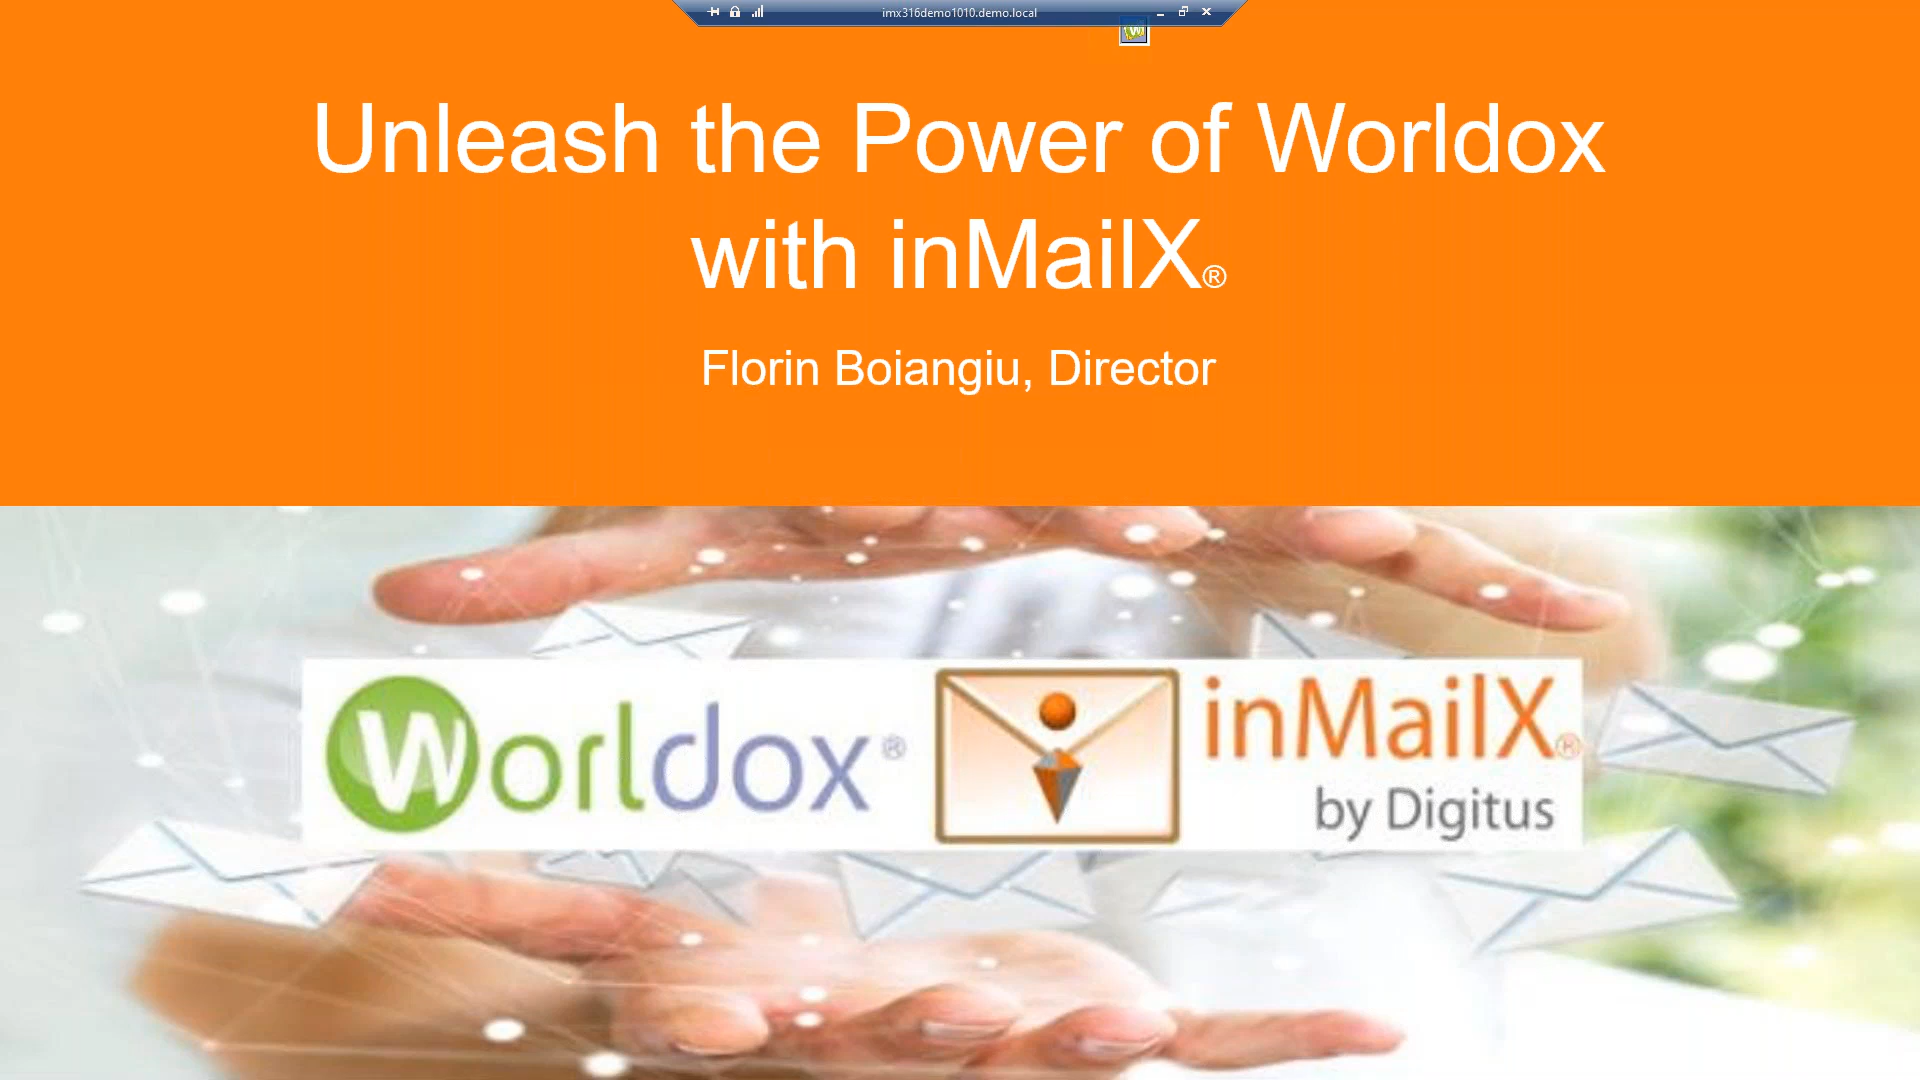 imx316demo1010.demo.local
W
Unleash the Power of Worldox
with inMailX®
Florin Boiangiu, Director
Worldox®
inMailX®
by Digitus